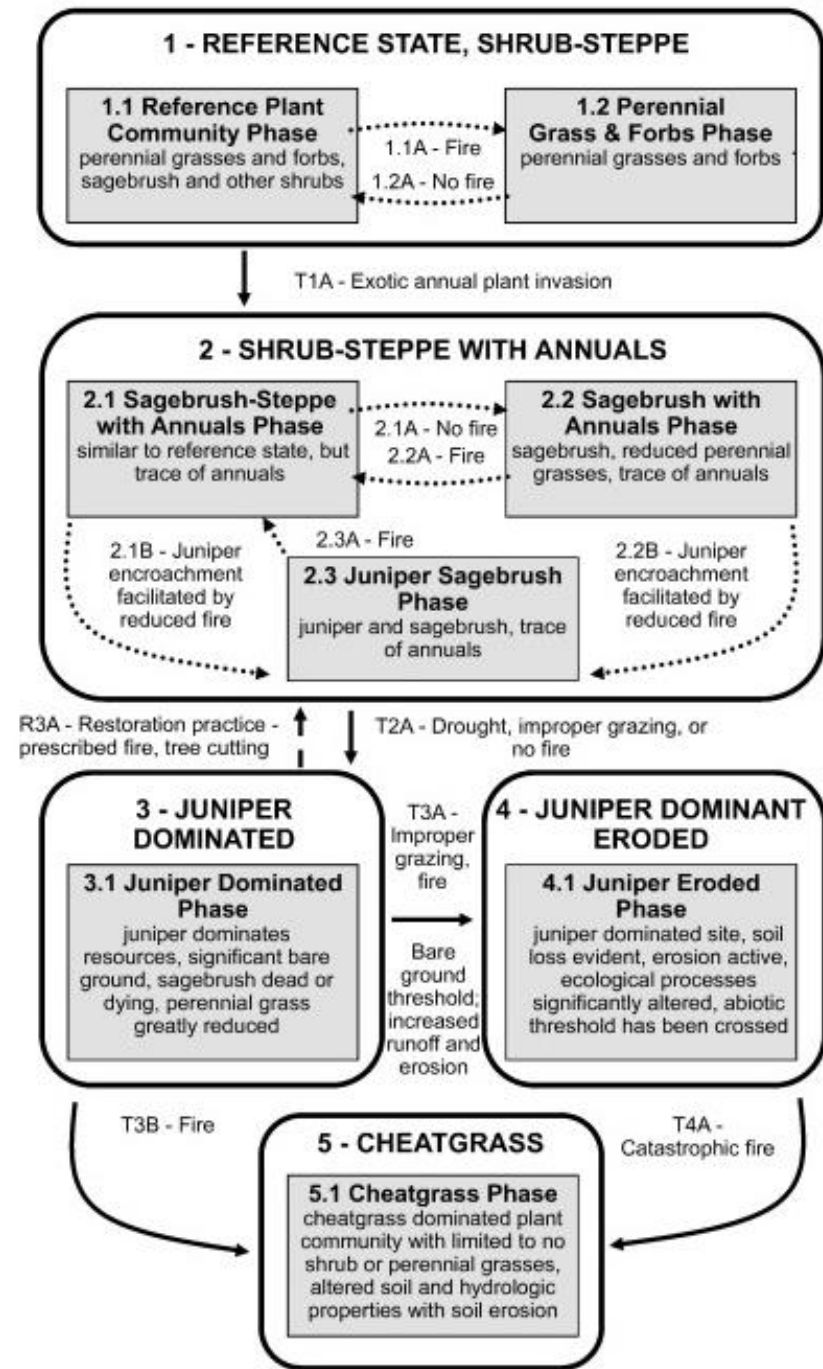 1 - REFERENCE STATE, SHRUB-STEPPE
1.1 Reference Plant
Community Phase
perennial grasses and forbs,
sagebrush and other shrubs
1.1A - Fire
1.2A - No fire
1.2 Perennial
Grass & Forbs Phase
perennial grasses and forbs
T1A - Exotic annual plant invasion
2 - SHRUB-STEPPE WITH ANNUALS
2.1 Sagebrush-Steppe
with Annuals Phase
similar to reference state, but
trace of annuals
2.1A - No fire
2.2A - Fire
2.2 Sagebrush with
Annuals Phase
sagebrush, reduced perennial
grasses, trace of annuals
2.1B - Juniper
encroachment
facilitated by
reduced fire
2.3A - Fire
2.3 Juniper Sagebrush
Phase
juniper and sagebrush, trace
of annuals
2.2B - Juniper
encroachment
facilitated by
reduced fire
R3A - Restoration practice -
prescribed fire, tree cutting
T2A - Drought, improper grazing, or
no fire
3 - JUNIPER
DOMINATED
3.1 Juniper Dominated
Phase
juniper dominates
resources, significant bare
ground, sagebrush dead or
dying, perennial grass
greatly reduced
T3A -
Improper
grazing,
fire
Bare
ground
threshold;
increased
runoff and
erosion
4 - JUNIPER DOMINANT
ERODED
4.1 Juniper Eroded
Phase
juniper dominated site, soil
loss evident, erosion active,
ecological processes
significantly altered, abiotic
threshold has been crossed
T3B - Fire
T4A -
Catastrophic fire
5 - CHEATGRASS
5.1 Cheatgrass Phase
cheatgrass dominated plant
community with limited to no
shrub or perennial grasses,
altered soil and hydrologic
properties with soil erosion